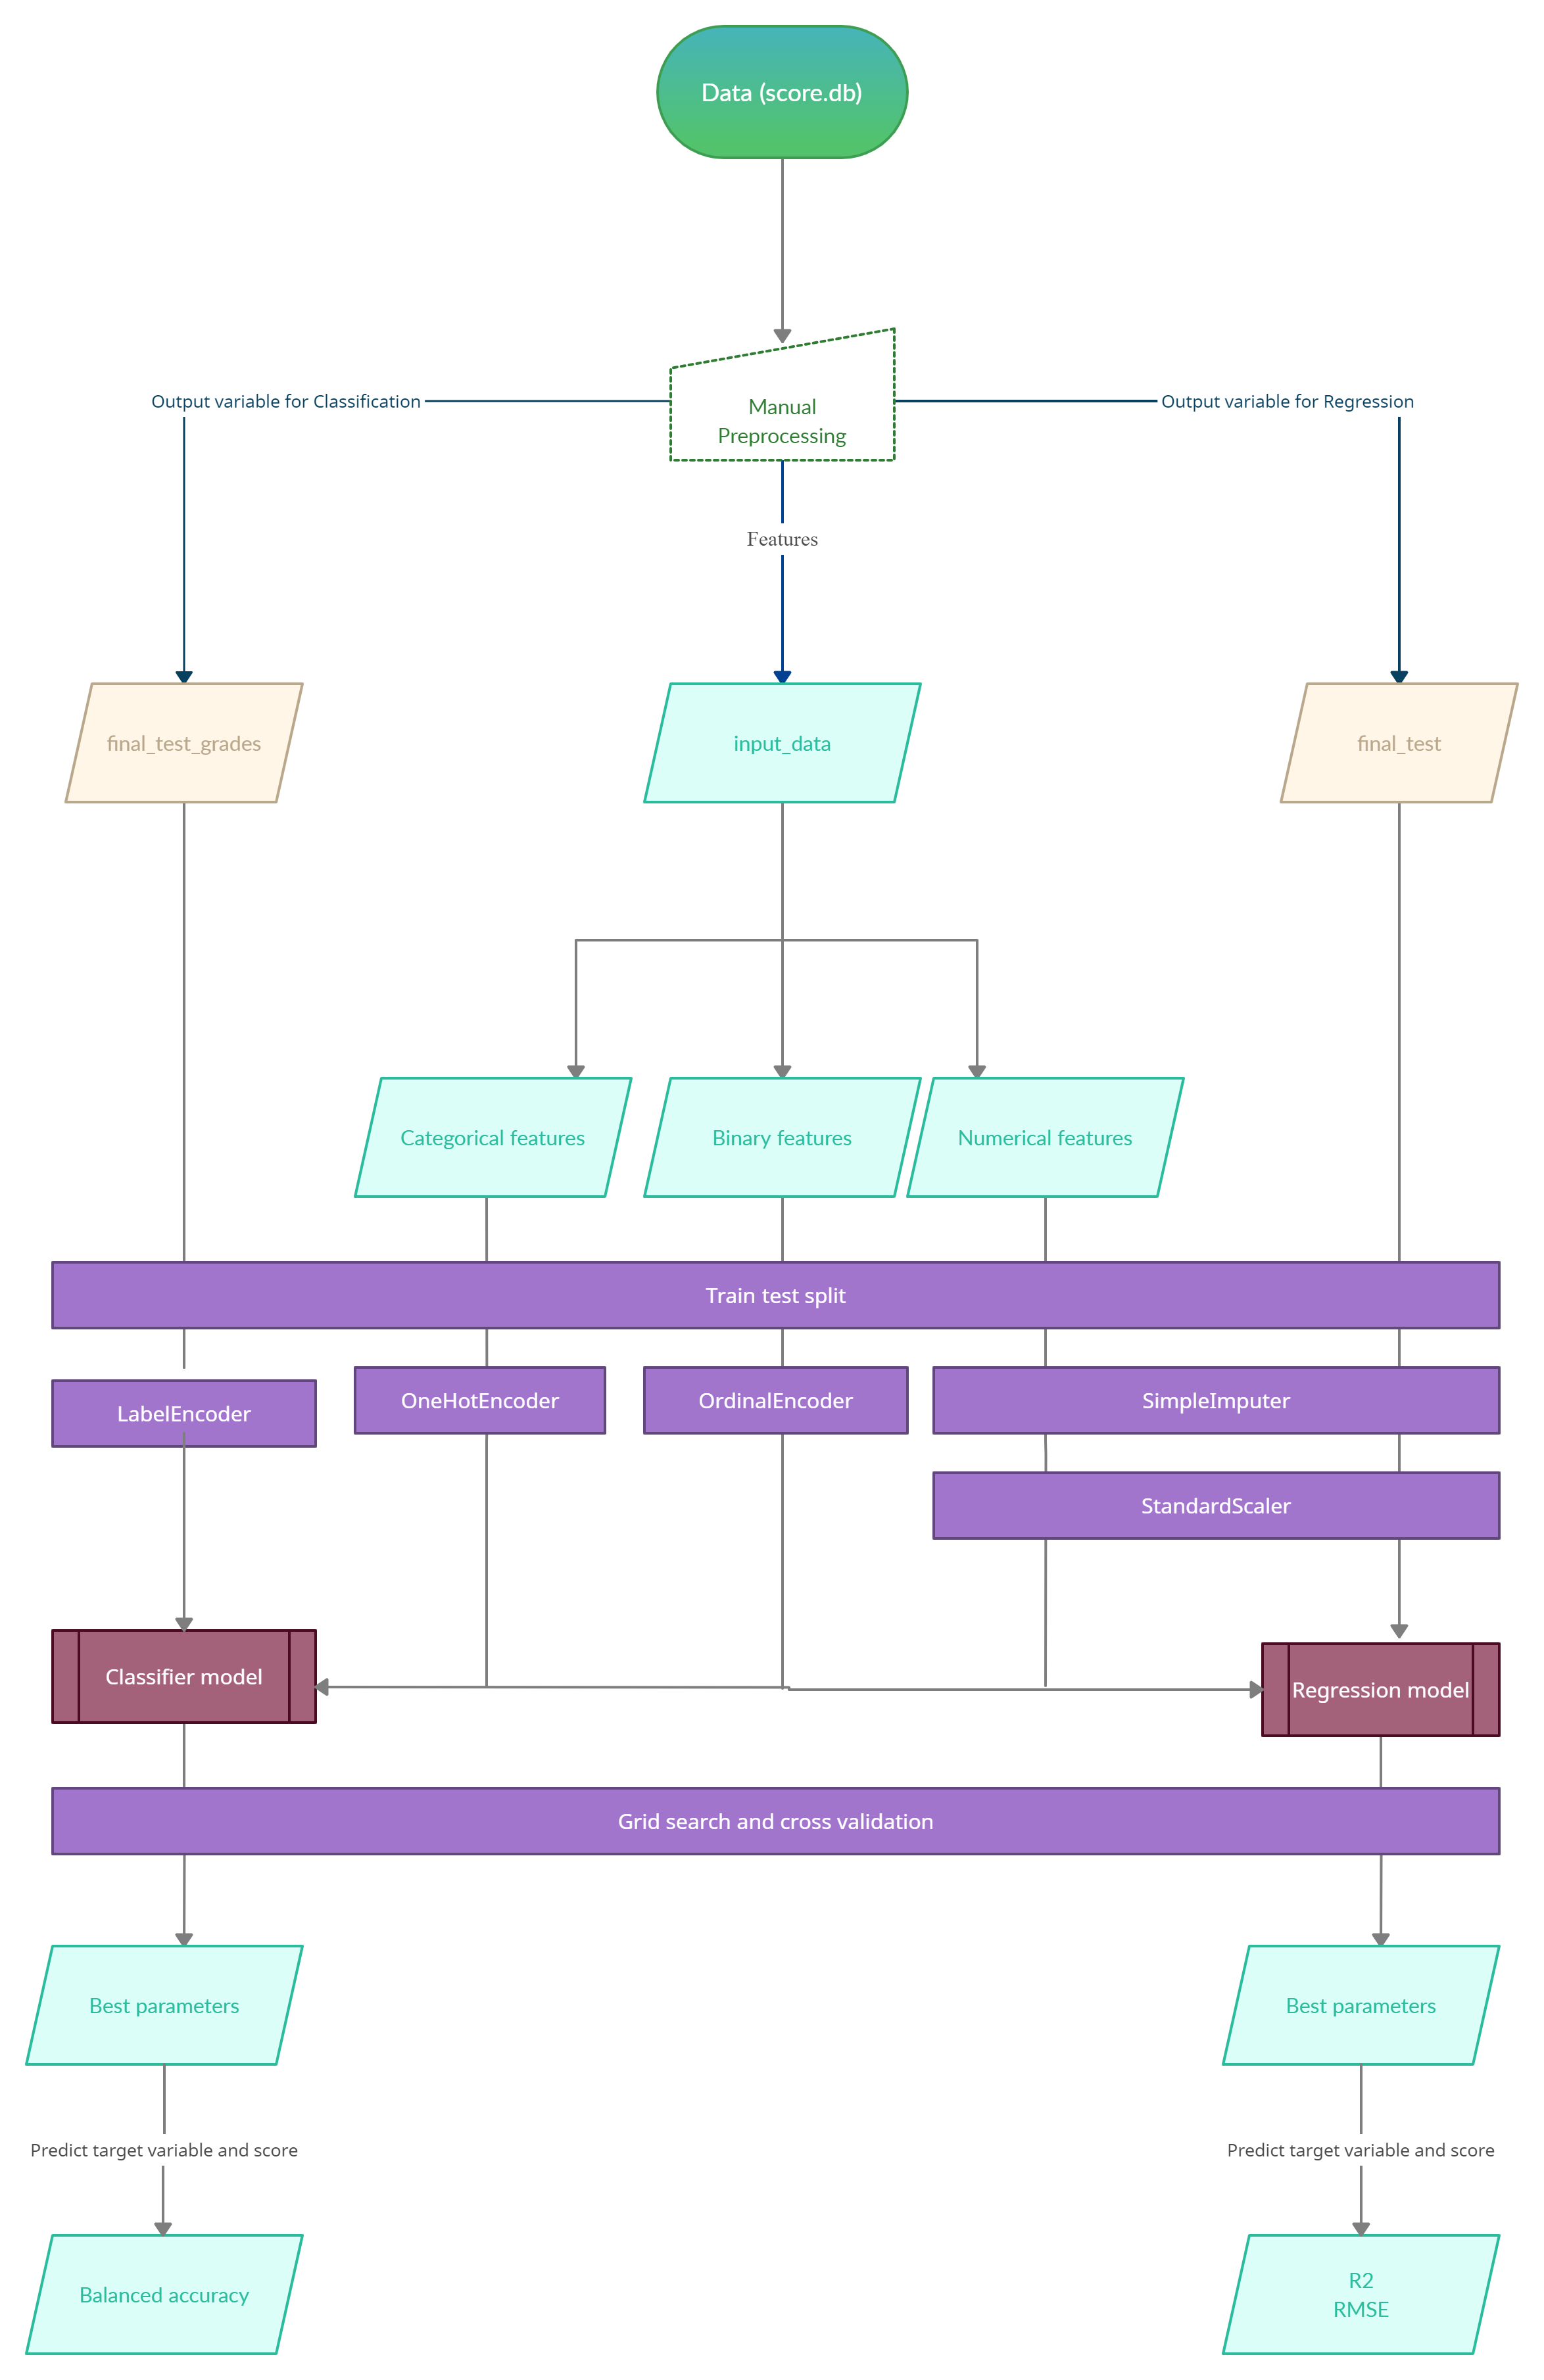 Data (score.db)
Manual
Preprocessing
Output variable for Classification
Output variable for Regression
Features
final_test_grades
input_data
final_test
Categorical features
Binary features
Numerical features
Train test split
LabelEncoder
OneHotEncoder
OrdinalEncoder
SimpleImputer
StandardScaler
Classifier model
Regression model
Grid search and cross validation
Best parameters
Best parameters
Predict target variable and score
Predict target variable and score
Balanced accuracy
R2
RMSE